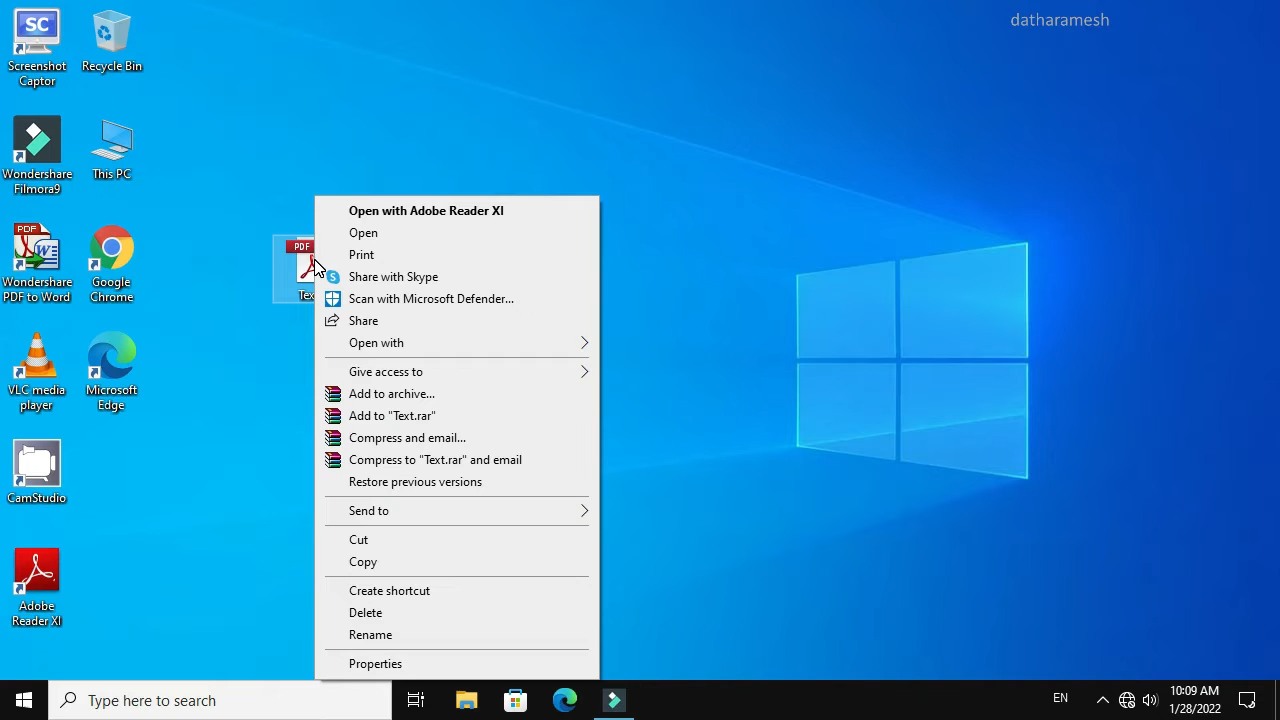 datharamesh
SC
Screenshot
Captor
Recycle Bin
Wondershare
Filmora9
This PC
PDF
W
Wondershare
PDF to Word
Google
Chrome
VLC media
player
Microsoft
Edge
CamStudio
Adobe
Reader XI
PDF
Open with Adobe Reader XI
Open
Print
S
Share with Skype
Scan with Microsoft Defender...
Share
Open with
Give access to
Add to archive...
Add to "Text.rar"
Compress and email...
Compress to "Text.rar" and email
Restore previous versions
Send to
Cut
Copy
Create shortcut
Delete
Rename
Properties
Type here to search
EN
10:09 AM
1/28/2022